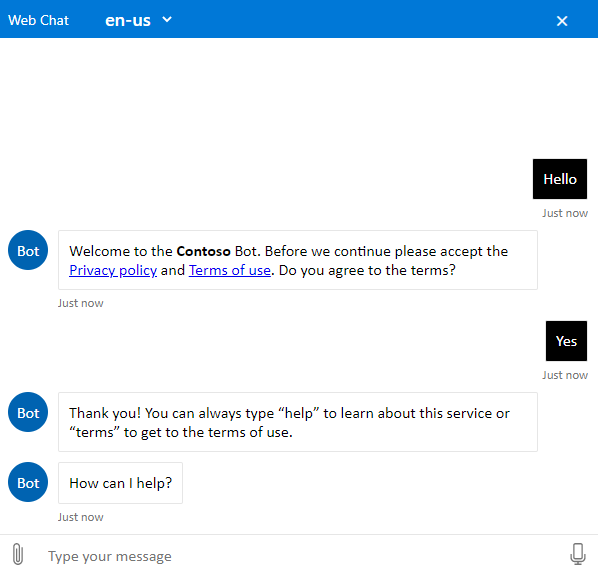 Web Chat en-us
Hello
Just now
Bot
Welcome to the Contoso Bot. Before we continue please accept the
Privacy policy and Terms of use. Do you agree to the terms?
Just now
Yes
Just now
Bot
Thank you! You can always type “help” to learn about this service or
“terms” to get to the terms of use.
Bot
How can I help?
Just now
Type your message